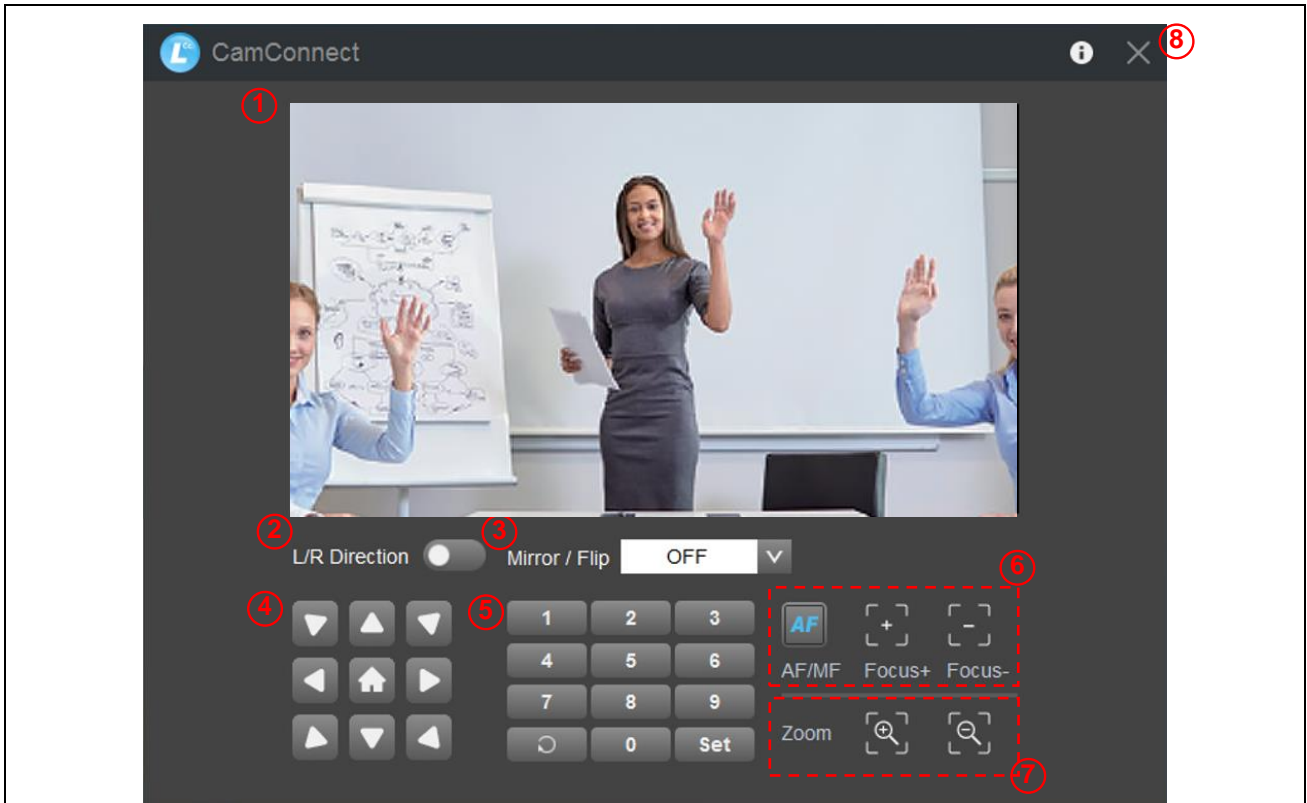 L CC CamConnect i 8
1
2 3
L/R Direction Mirror / Flip OFF V
6
4 5
1 2 3
AF
4 5 6
AF/MF Focus+ Focus-
7 8 9
Zoom
0 Set
7